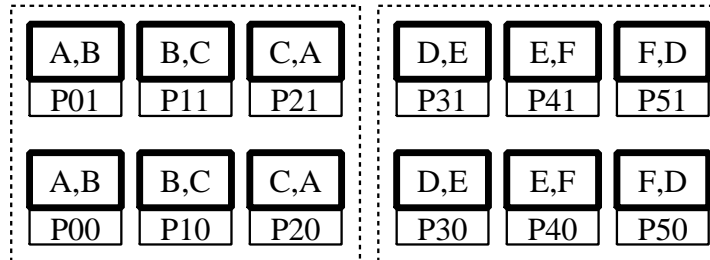 A,B B,C C,A D,E E,F F,D
P01 P11 P21 P31 P41 P51
A,B B,C C,A D,E E,F F,D
P00 P10 P20 P30 P40 P50